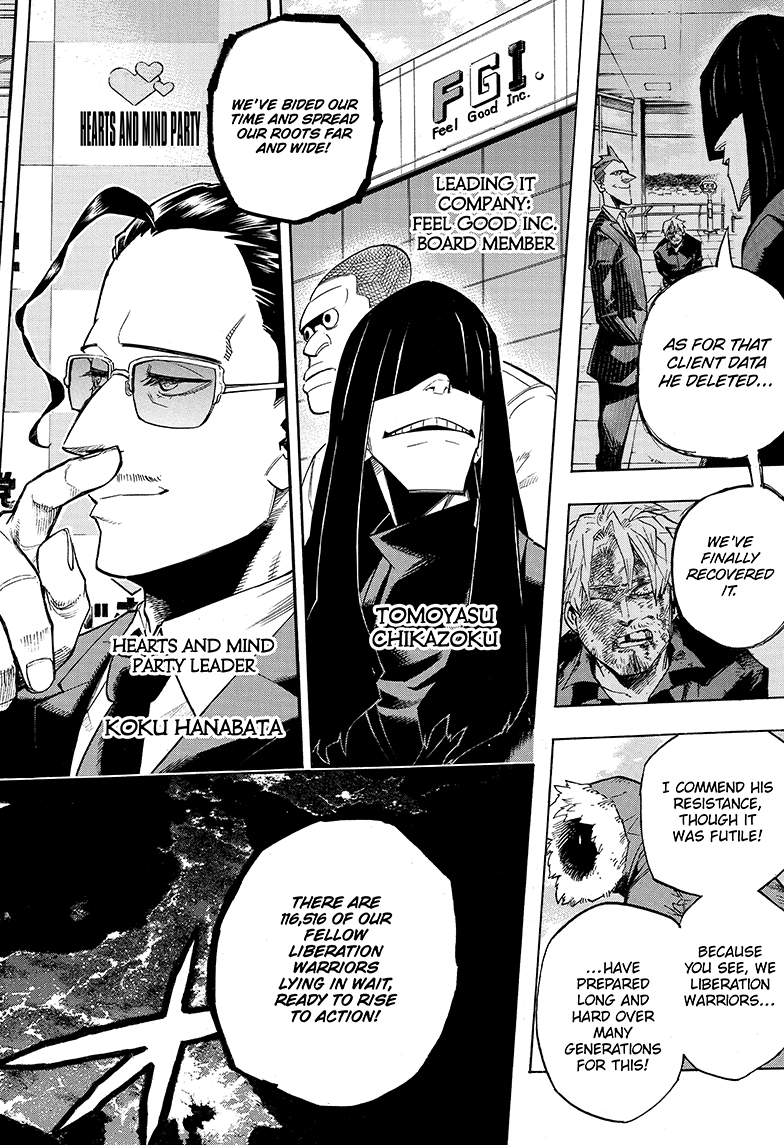 AS FOR THAT
CLIENT DATA
HE DELETED...
WE'VE
FINALLY
RECOVERED
IT.
I COMMEND HIS
RESISTANCE,
THOUGH IT
WAS FUTILE!
BECAUSE
YOU SEE, WE
LIBERATION
WARRIORS...
...HAVE
PREPARED
LONG AND
HARD OVER
MANY
GENERATIONS
FOR THIS!
FGI.
Feel Good Inc.
WE'VE BIDED OUR
TIME AND SPREAD
OUR ROOTS FAR
AND WIDE!
LEADING IT
COMPANY:
FEEL GOOD INC.
BOARD MEMBER
TOMOYASU
CHIKAZOKU
HEARTS AND MIND PARTY
HEARTS AND MIND
PARTY LEADER
KOKU HANABATA
THERE ARE
116,516 OF OUR
FELLOW
LIBERATION
WARRIORS
LYING IN WAIT,
READY TO RISE
TO ACTION!